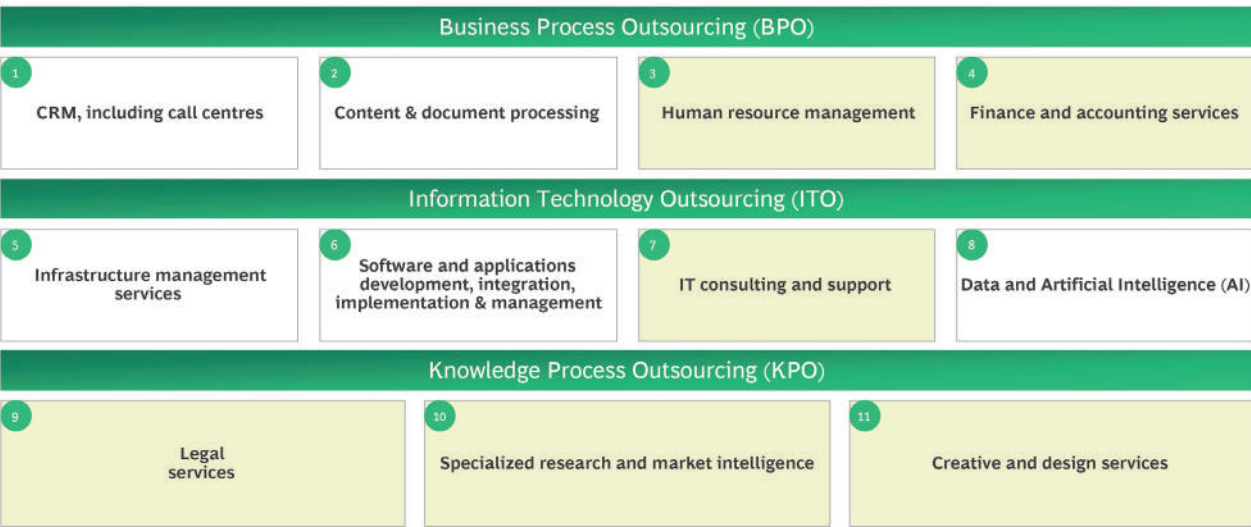 Business Process Outsourcing (BPO)
1
CRM, including call centres
2
Content & document processing
3
Human resource management
4
Finance and accounting services
Information Technology Outsourcing (ITO)
5
Infrastructure management
services
6
Software and applications
development, integration,
implementation & management
7
IT consulting and support
8
Data and Artificial Intelligence (AI)
Knowledge Process Outsourcing (KPO)
9
Legal
services
10
Specialized research and market intelligence
11
Creative and design services